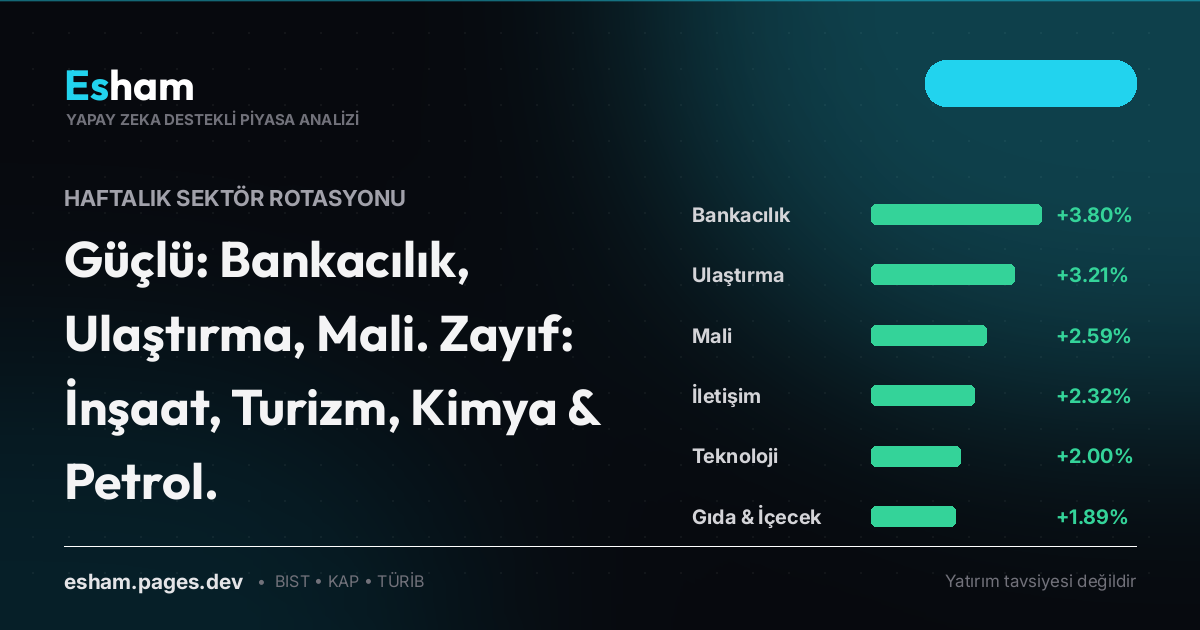 Esham
YAPAY ZEKA DESTEKLİ PİYASA ANALİZİ
HAFTALIK SEKTÖR ROTASYONU
Güçlü: Bankacılık,
Ulaştırma, Mali. Zayıf:
İnşaat, Turizm, Kimya &
Petrol.
Bankacılık +3.80%
Ulaştırma +3.21%
Mali +2.59%
İletişim +2.32%
Teknoloji +2.00%
Gıda & İçecek +1.89%
esham.pages.dev • BIST • KAP • TÜRİB
Yatırım tavsiyesi değildir